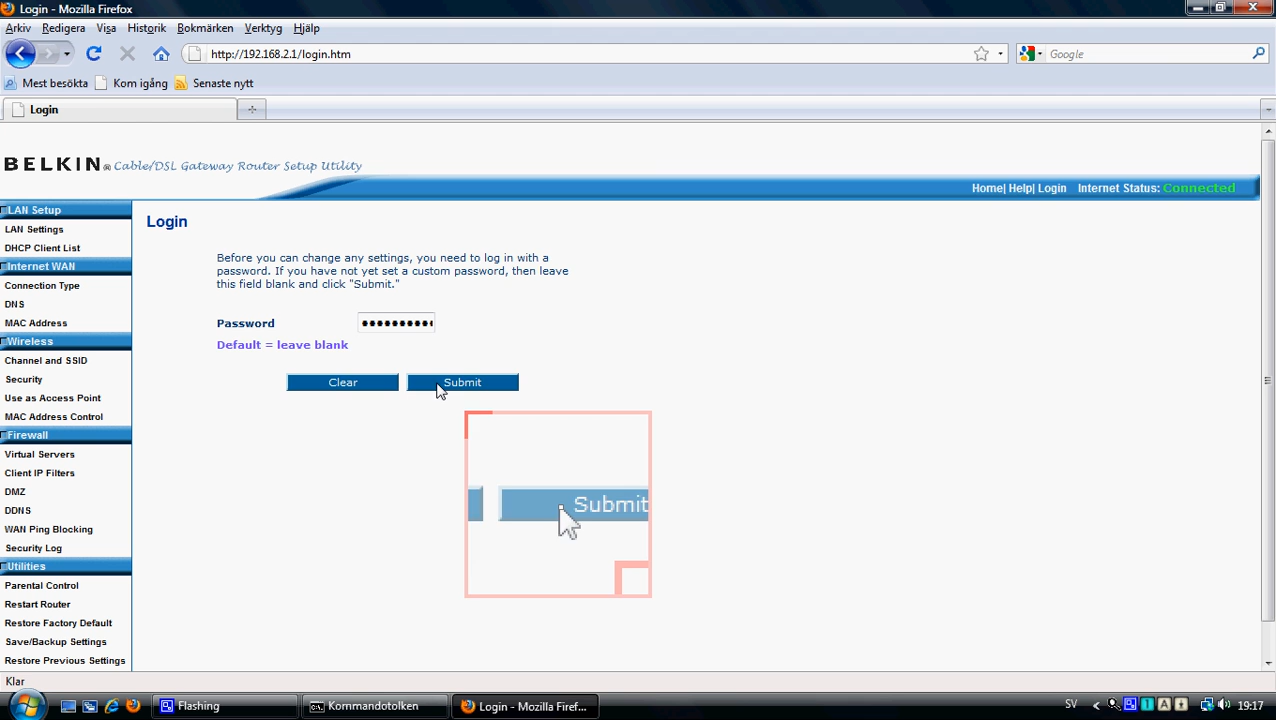 Login - Mozilla Firefox
Arkiv Redigera Visa Historik Bokmärken Verktyg Hjälp
http://192.168.2.1/login.htm
Google
Mest besökta Kom igång Senaste nytt
Login
BELKIN® Cable/DSL Gateway Router Setup Utility
Home| Help| Login Internet Status: Connected
LAN Setup
LAN Settings
DHCP Client List
Internet WAN
Connection Type
DNS
MAC Address
Wireless
Channel and SSID
Security
Use as Access Point
MAC Address Control
Firewall
Virtual Servers
Client IP Filters
DMZ
DDNS
WAN Ping Blocking
Security Log
Utilities
Parental Control
Restart Router
Restore Factory Default
Save/Backup Settings
Restore Previous Settings
Login
Before you can change any settings, you need to log in with a
password. If you have not yet set a custom password, then leave
this field blank and click "Submit."
Password
Default = leave blank
Clear Submit
Submit
Klar
Flashing Kommandotolken Login - Mozilla Firef... SV 19:17